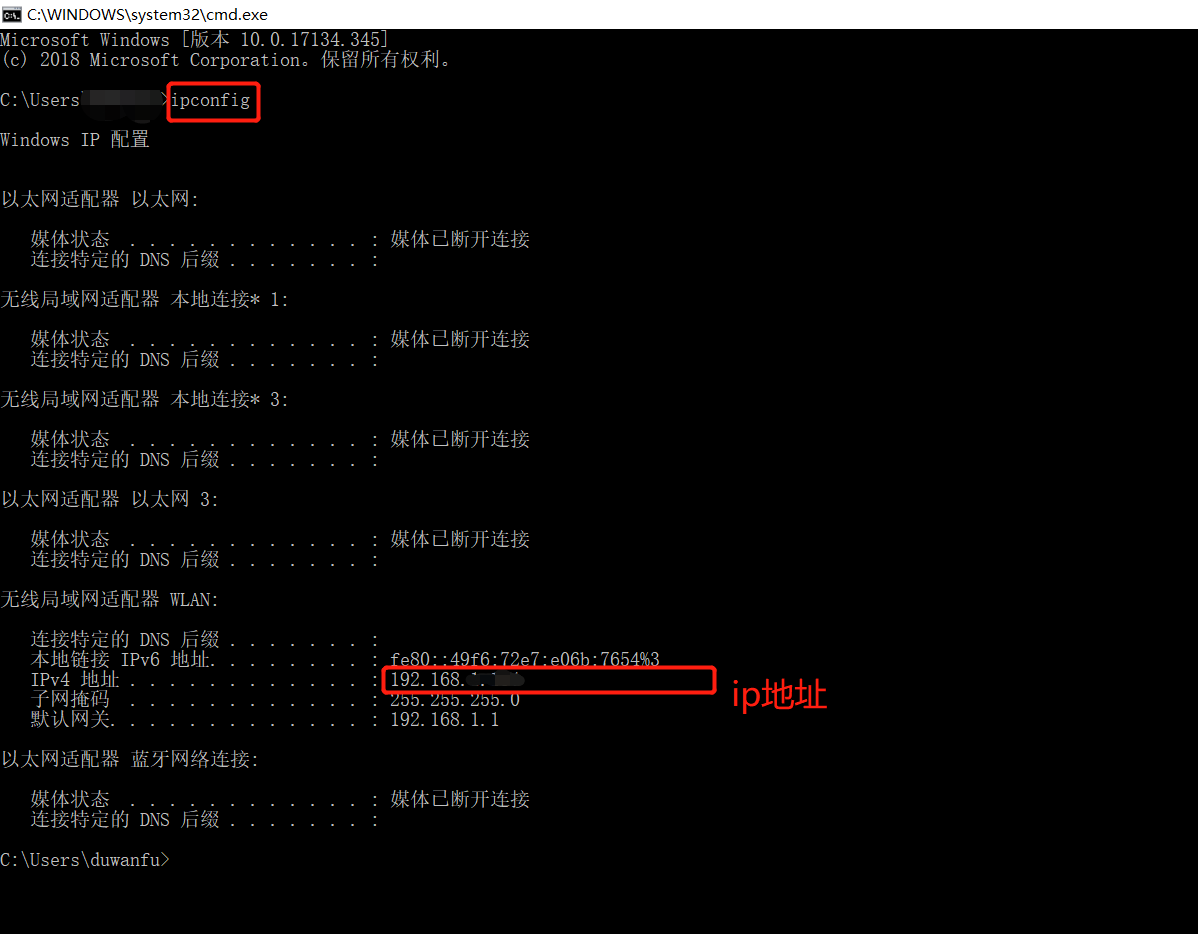 C:\WINDOWS\system32\cmd.exe
Microsoft Windows [版本 10.0.17134.345]
(c) 2018 Microsoft Corporation。保留所有权利。
C:\Users\>ipconfig
Windows IP 配置
以太网适配器 以太网:
媒体状态 . . . . . . . . . . . . : 媒体已断开连接
连接特定的 DNS 后缀 . . . . . . . :
无线局域网适配器 本地连接* 1:
媒体状态 . . . . . . . . . . . . : 媒体已断开连接
连接特定的 DNS 后缀 . . . . . . . :
无线局域网适配器 本地连接* 3:
媒体状态 . . . . . . . . . . . . : 媒体已断开连接
连接特定的 DNS 后缀 . . . . . . . :
以太网适配器 以太网 3:
媒体状态 . . . . . . . . . . . . : 媒体已断开连接
连接特定的 DNS 后缀 . . . . . . . :
无线局域网适配器 WLAN:
连接特定的 DNS 后缀 . . . . . . . :
本地链接 IPv6 地址. . . . . . . . : fe80::49f6:72e7:e06b:7654%3
IPv4 地址 . . . . . . . . . . . . : 192.168.
ip地址
子网掩码 . . . . . . . . . . . . : 255.255.255.0
默认网关. . . . . . . . . . . . . : 192.168.1.1
以太网适配器 蓝牙网络连接:
媒体状态 . . . . . . . . . . . . : 媒体已断开连接
连接特定的 DNS 后缀 . . . . . . . :
C:\Users\duwanfu>